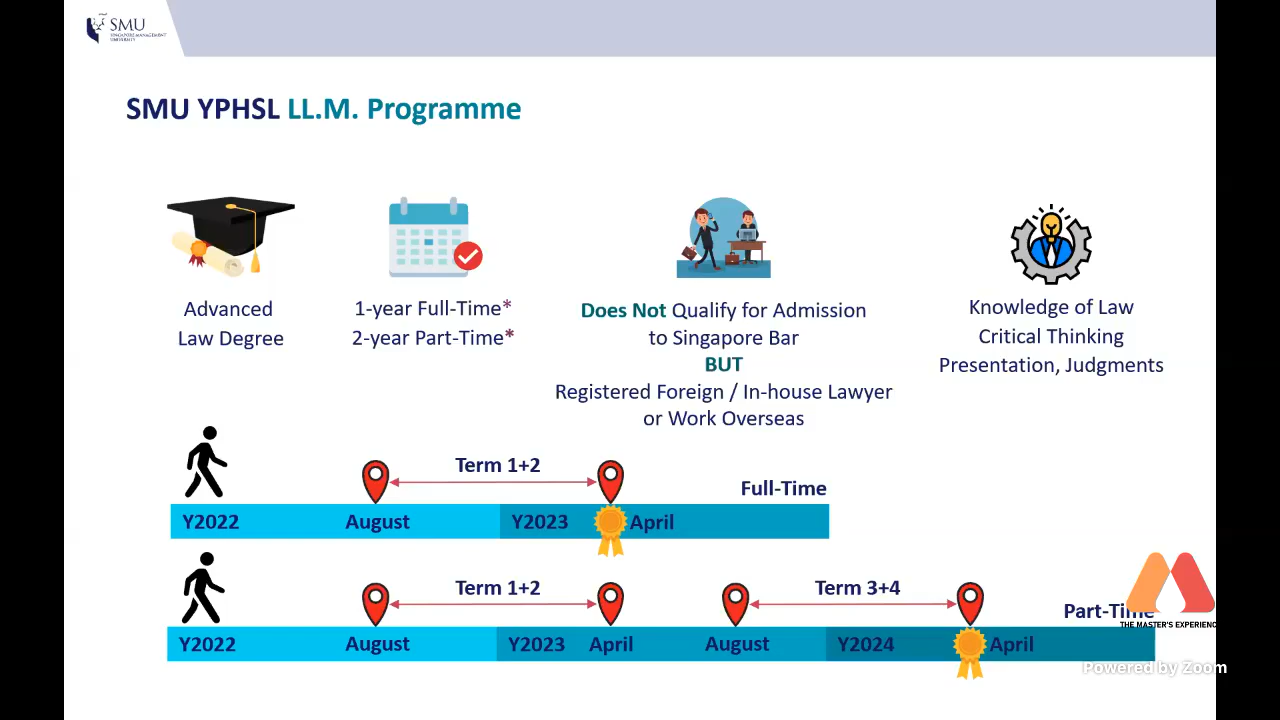 SMU
SINGAPORE MANAGEMENT
UNIVERSITY
SMU YPHSL LL.M. Programme
Advanced
Law Degree
1-year Full-Time*
2-year Part-Time*
Does Not Qualify for Admission
to Singapore Bar
BUT
Registered Foreign / In-house Lawyer
or Work Overseas
Knowledge of Law
Critical Thinking
Presentation, Judgments
Term 1+2
Full-Time
Y2022 August Y2023 April
Term 1+2 Term 3+4
Part-Time
THE MASTER'S EXPERIENC
Y2022 August Y2023 April August Y2024 April
Powered by Zoom